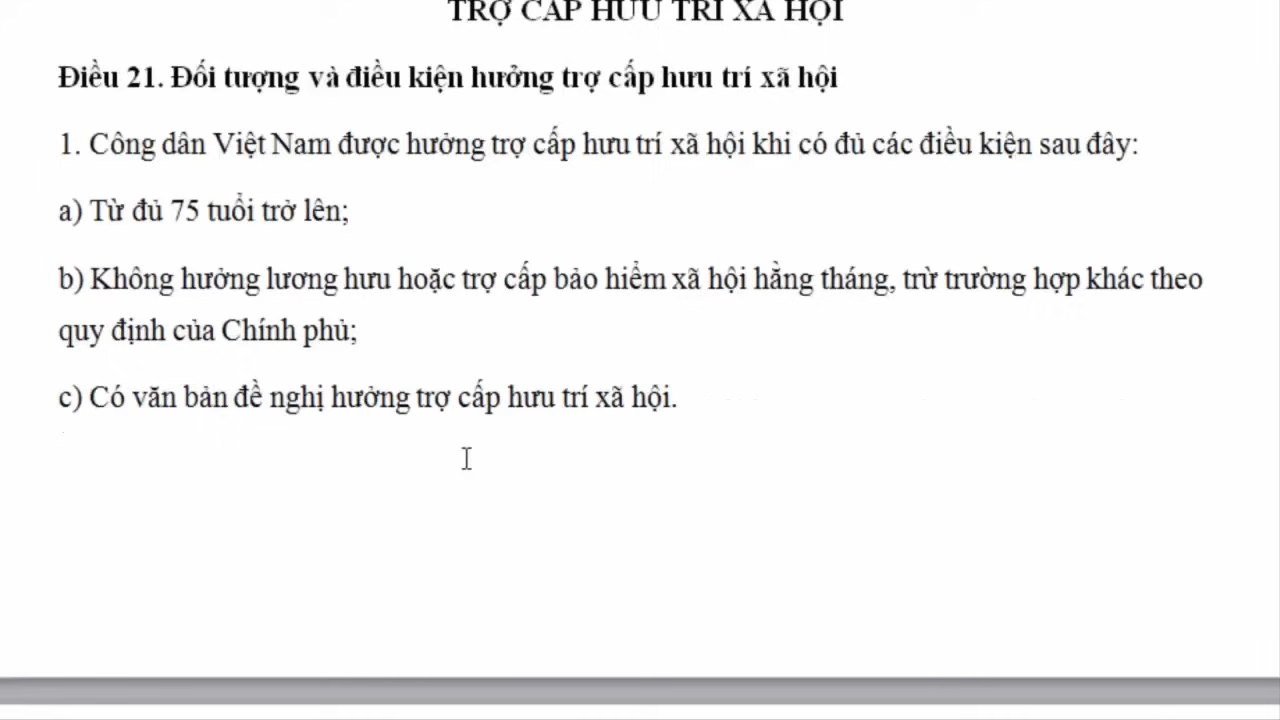 TRỢ CẤP HƯU TRÍ XÃ HỘI
Điều 21. Đối tượng và điều kiện hưởng trợ cấp hưu trí xã hội
1. Công dân Việt Nam được hưởng trợ cấp hưu trí xã hội khi có đủ các điều kiện sau đây:
a) Từ đủ 75 tuổi trở lên;
b) Không hưởng lương hưu hoặc trợ cấp bảo hiểm xã hội hằng tháng, trừ trường hợp khác theo
quy định của Chính phủ;
c) Có văn bản đề nghị hưởng trợ cấp hưu trí xã hội.